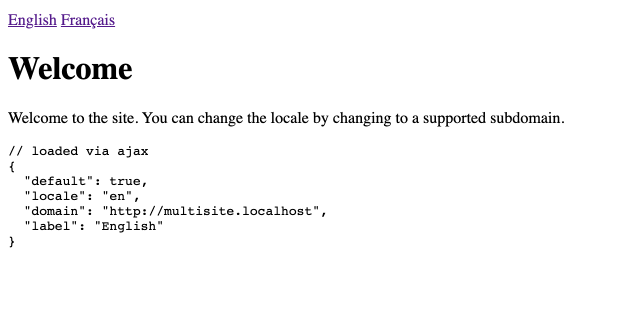 English Français
Welcome
Welcome to the site. You can change the locale by changing to a supported subdomain.
// loaded via ajax
{
  "default": true,
  "locale": "en",
  "domain": "http://multisite.localhost",
  "label": "English"
}